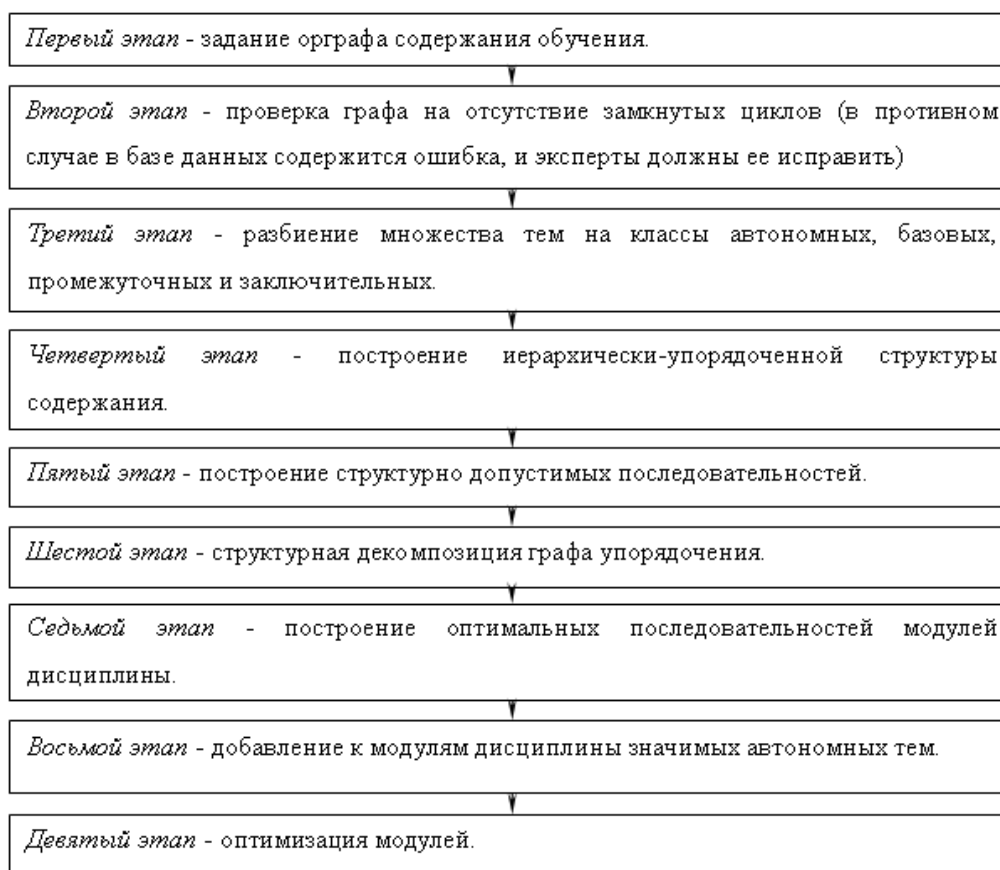 Первый этап - задание орграфа содержания обучения.
Второй этап - проверка графа на отсутствие замкнутых циклов (в противном
случае в базе данных содержится ошибка, и эксперты должны ее исправить)
Третий этап - разбиение множества тем на классы автономных, базовых,
промежуточных и заключительных.
Четвертый этап - построение иерархически-упорядоченной структуры
содержания.
Пятый этап - построение структурно допустимых последовательностей.
Шестой этап - структурная декомпозиция графа упорядочения.
Седьмой этап - построение оптимальных последовательностей модулей
дисциплины.
Восьмой этап - добавление к модулям дисциплины значимых автономных тем.
Девятый этап - оптимизация модулей.